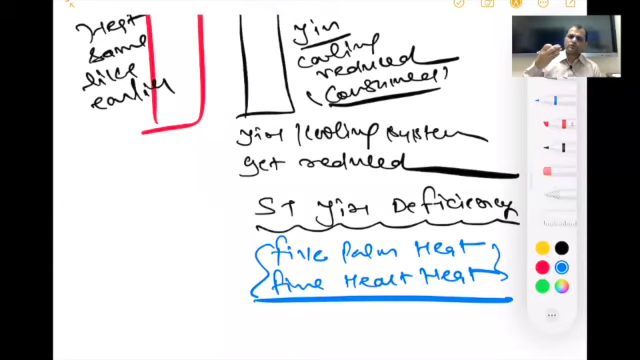 Heat
same
like
earlier
Yin
cooling
reduced
(Consumed)
Yin / cooling system
get reduced
ST Yin Deficiency
five Palm Heat
five Heart Heat